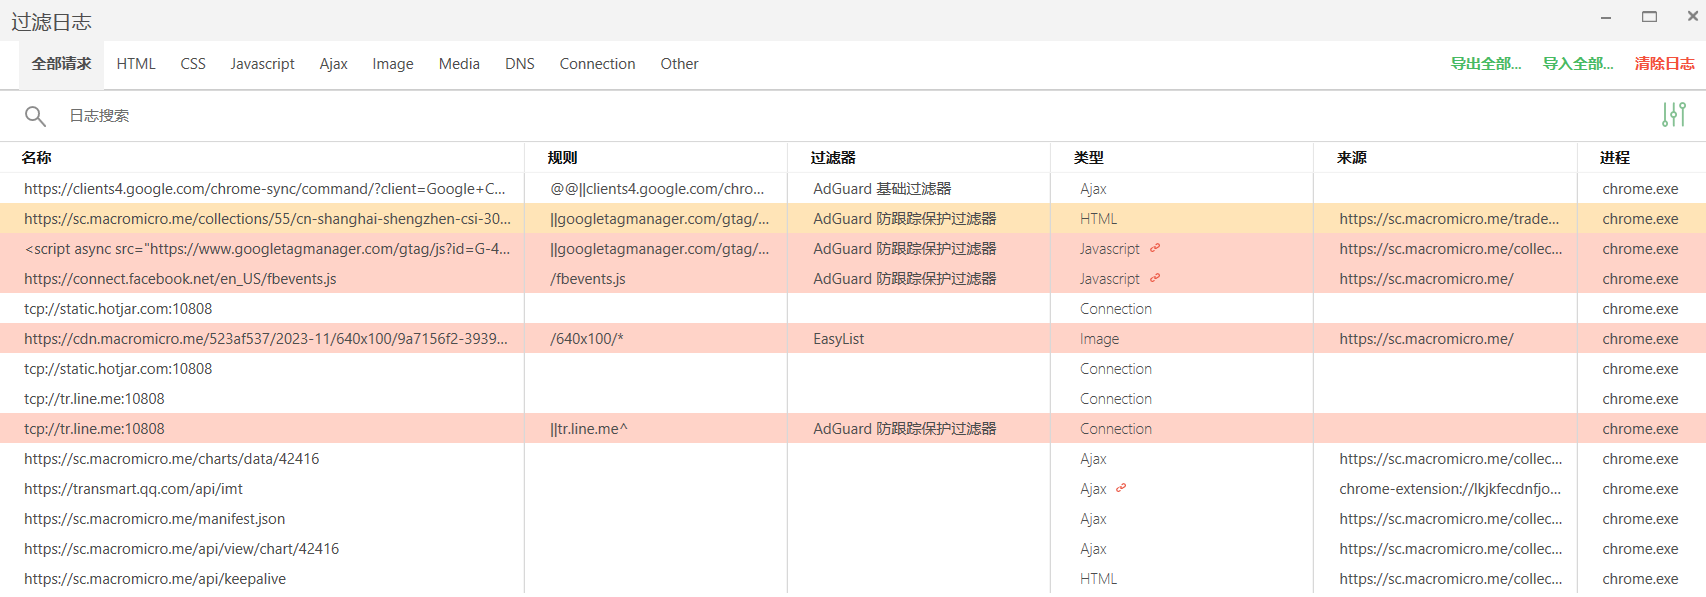 过滤日志
全部请求 HTML CSS Javascript Ajax Image Media DNS Connection Other 导出全部... 导入全部... 清除日志
日志搜索
名称 规则 过滤器 类型 来源 进程
https://clients4.google.com/chrome-sync/command/?client=Google+C... @@||clients4.google.com/chro... AdGuard 基础过滤器 Ajax chrome.exe
https://sc.macromicro.me/collections/55/cn-shanghai-shengzhen-csi-30... ||googletagmanager.com/gtag/... AdGuard 防跟踪保护过滤器 HTML https://sc.macromicro.me/trade... chrome.exe
<script async src="https://www.googletagmanager.com/gtag/js?id=G-4... ||googletagmanager.com/gtag/... AdGuard 防跟踪保护过滤器 Javascript https://sc.macromicro.me/collec... chrome.exe
https://connect.facebook.net/en_US/fbevents.js /fbevents.js AdGuard 防跟踪保护过滤器 Javascript https://sc.macromicro.me/ chrome.exe
tcp://static.hotjar.com:10808 Connection chrome.exe
https://cdn.macromicro.me/523af537/2023-11/640x100/9a7156f2-3939... /640x100/* EasyList Image https://sc.macromicro.me/ chrome.exe
tcp://static.hotjar.com:10808 Connection chrome.exe
tcp://tr.line.me:10808 Connection chrome.exe
tcp://tr.line.me:10808 ||tr.line.me^ AdGuard 防跟踪保护过滤器 Connection chrome.exe
https://sc.macromicro.me/charts/data/42416 Ajax https://sc.macromicro.me/collec... chrome.exe
https://transmart.qq.com/api/imt Ajax chrome-extension://lkjkfecdnfjo... chrome.exe
https://sc.macromicro.me/manifest.json Ajax https://sc.macromicro.me/collec... chrome.exe
https://sc.macromicro.me/api/view/chart/42416 Ajax https://sc.macromicro.me/collec... chrome.exe
https://sc.macromicro.me/api/keepalive HTML https://sc.macromicro.me/collec... chrome.exe